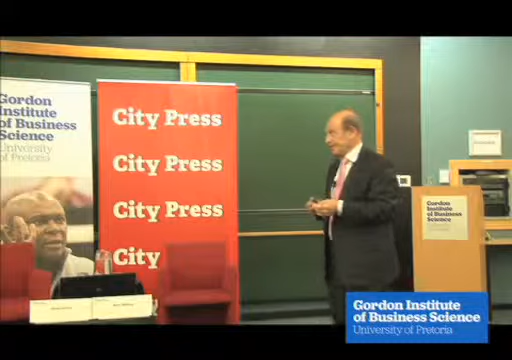 Gordon
Institute
of Business
Science
University
of Pretoria
City Press
City Press
City Press
City
Gordon Institute
of Business
Science
Gordon Institute
of Business Science
University of Pretoria